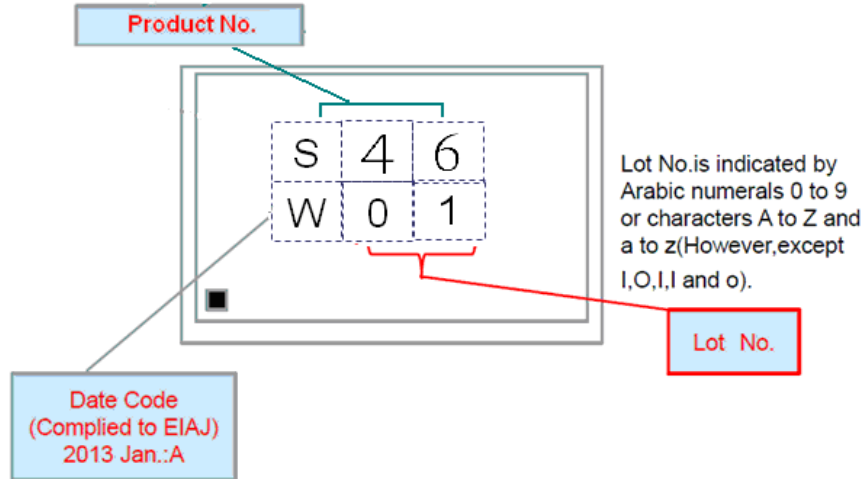 Product No.
S 4 6
W 0 1
Lot No.is indicated by
Arabic numerals 0 to 9
or characters A to Z and
a to z(However,except
I,O,I,I and o).
Lot No.
Date Code
(Complied to EIAJ)
2013 Jan.:A